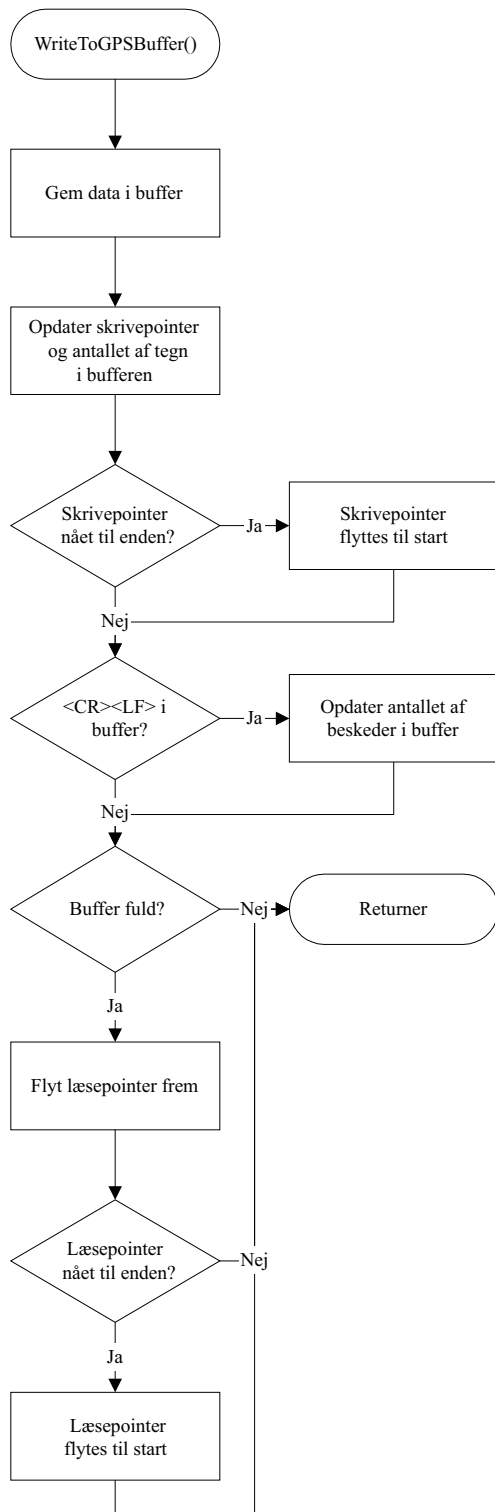 WriteToGPSBuffer()
Gem data i buffer
Opdater skrivepointer
og antallet af tegn
i bufferen
Skrivepointer
nået til enden?
Ja
Skrivepointer
flyttes til start
Nej
<CR><LF> i
buffer?
Ja
Opdater antallet af
beskeder i buffer
Nej
Buffer fuld?
Nej
Returner
Ja
Flyt læsepointer frem
Læsepointer
nået til enden?
Nej
Ja
Læsepointer
flytes til start